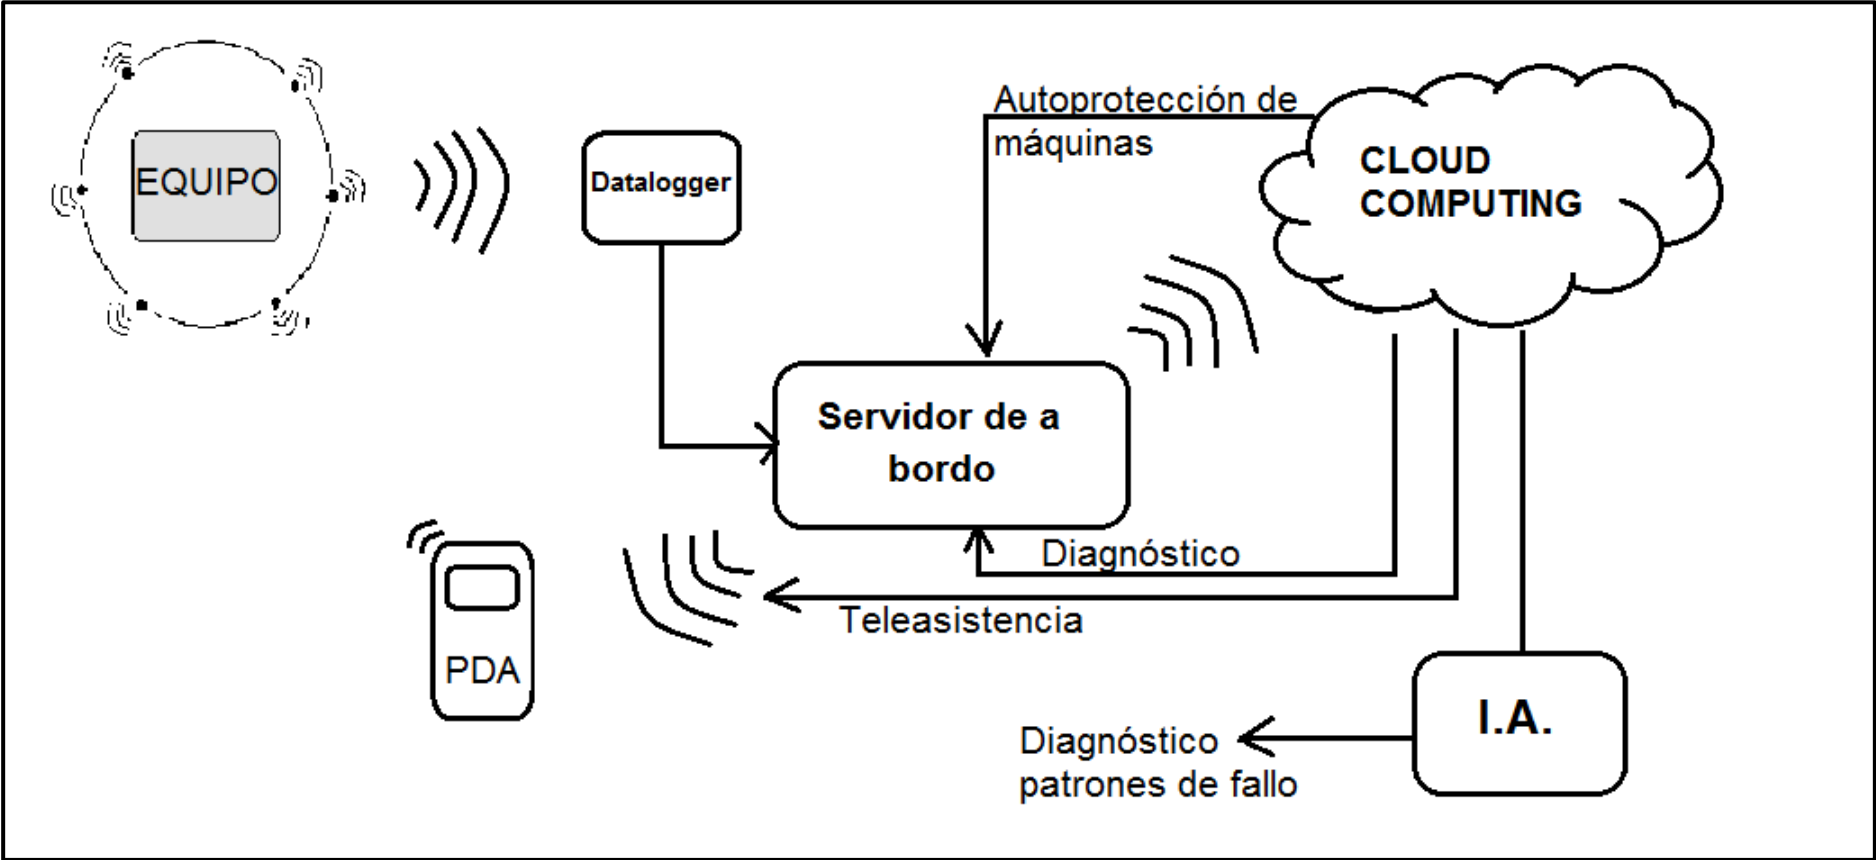 EQUIPO
Datalogger
Autoprotección de
máquinas
CLOUD
COMPUTING
Servidor de a
bordo
Diagnóstico
Teleasistencia
PDA
I.A.
Diagnóstico
patrones de fallo